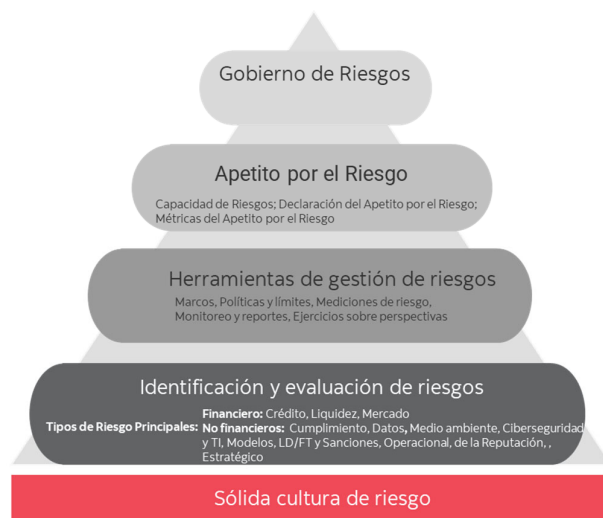 Gobierno de Riesgos
Apetito por el Riesgo
Capacidad de Riesgos; Declaración del Apetito por el Riesgo;
Métricas del Apetito por el Riesgo
Herramientas de gestión de riesgos
Marcos, Políticas y límites, Mediciones de riesgo,
Monitoreo y reportes, Ejercicios sobre perspectivas
Identificación y evaluación de riesgos
Tipos de Riesgo Principales:
Financiero: Crédito, Liquidez, Mercado
No financieros: Cumplimiento, Datos, Medio ambiente, Ciberseguridad
y TI, Modelos, LD/FT y Sanciones, Operacional, de la Reputación, ,
Estratégico
Sólida cultura de riesgo